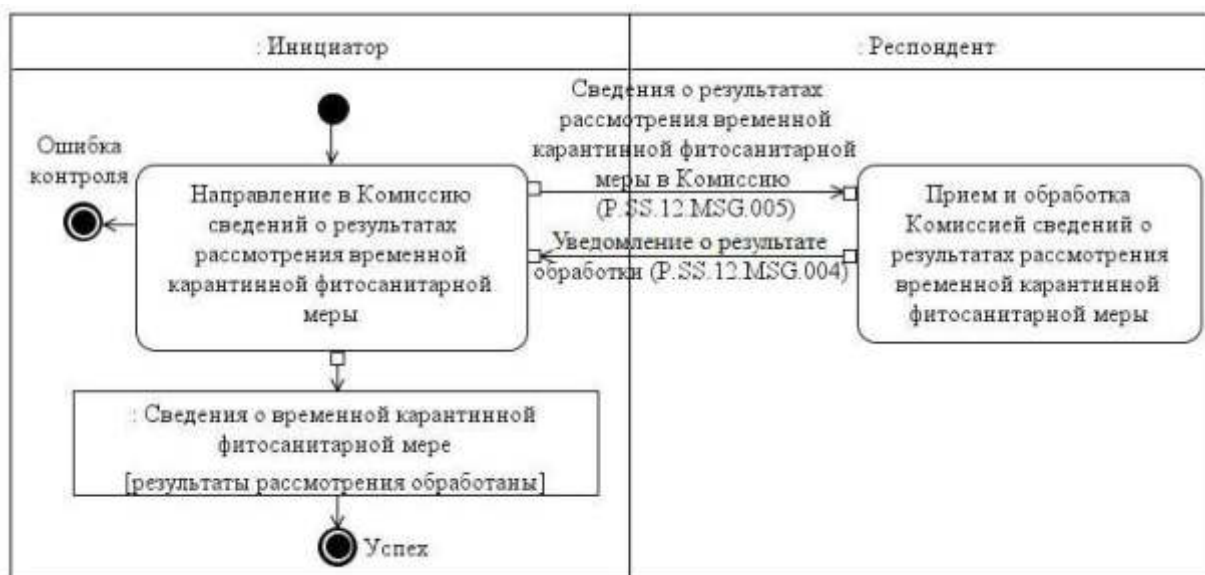 : Инициатор
: Респондент
Ошибка
контроля
Направление в Комиссию
сведений о результатах
рассмотрения временной
карантинной фитосанитарной
меры
Сведения о результатах
рассмотрения временной
карантинной фитосанитарной
меры в Комиссию
(P.SS.12.MSG.005)
Уведомление о результате
обработки (P.SS.12.MSG.004)
Прием и обработка
Комиссией сведений о
результатах рассмотрения
временной карантинной
фитосанитарной меры
: Сведения о временной карантинной
фитосанитарной мере
[результаты рассмотрения обработаны]
Успех